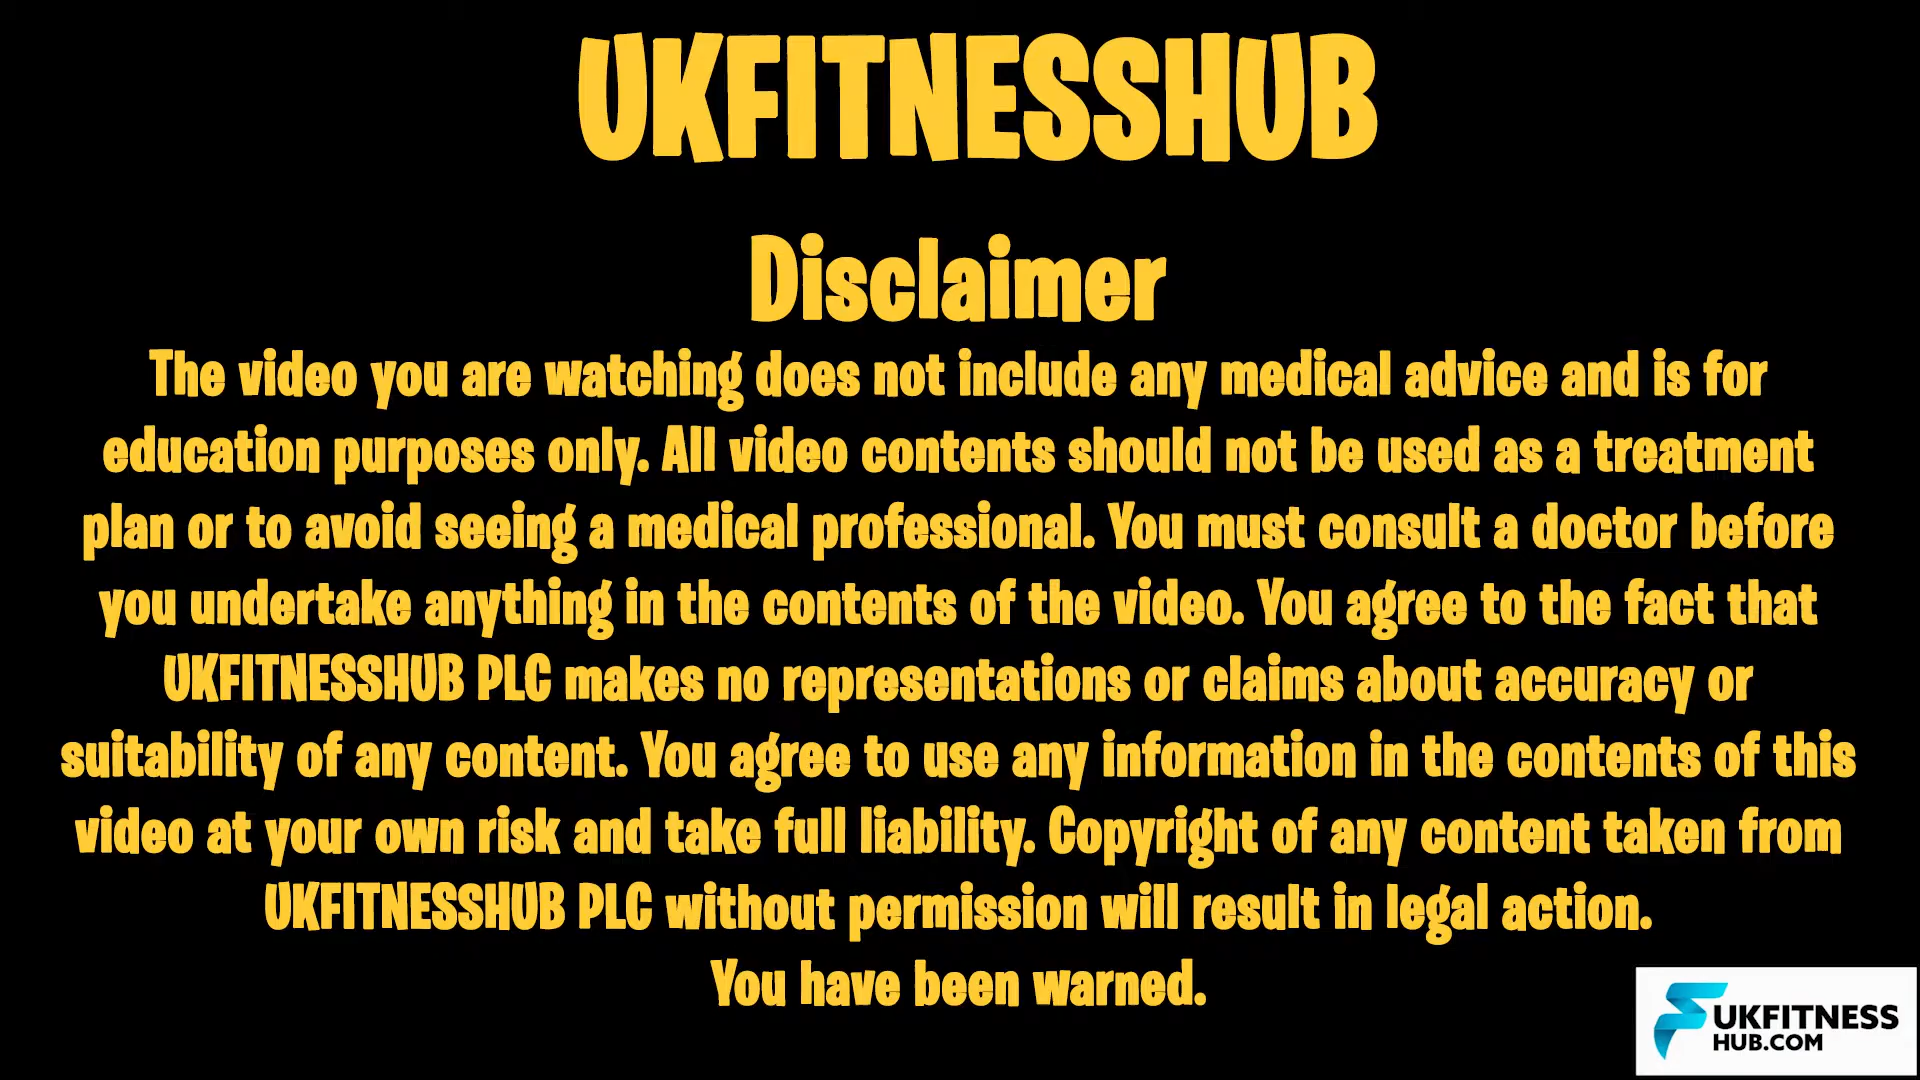 UKFITNESSHUB
Disclaimer
The video you are watching does not include any medical advice and is for
education purposes only. All video contents should not be used as a treatment
plan or to avoid seeing a medical professional. You must consult a doctor before
you undertake anything in the contents of the video. You agree to the fact that
UKFITNESSHUB PLC makes no representations or claims about accuracy or
suitability of any content. You agree to use any information in the contents of this
video at your own risk and take full liability. Copyright of any content taken from
UKFITNESSHUB PLC without permission will result in legal action.
You have been warned.
UKFITNESS
HUB.COM